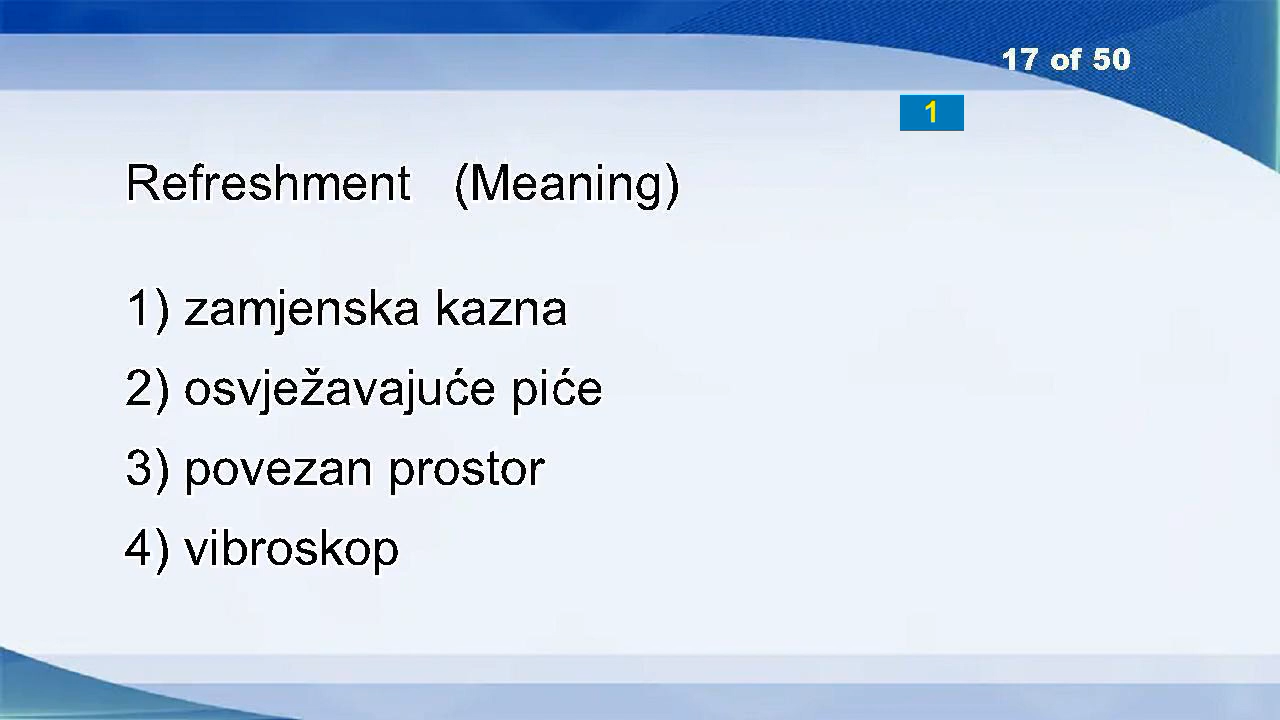 17 of 50
1
Refreshment (Meaning)
1) zamjenska kazna
2) osvježavajuće piće
3) povezan prostor
4) vibroskop